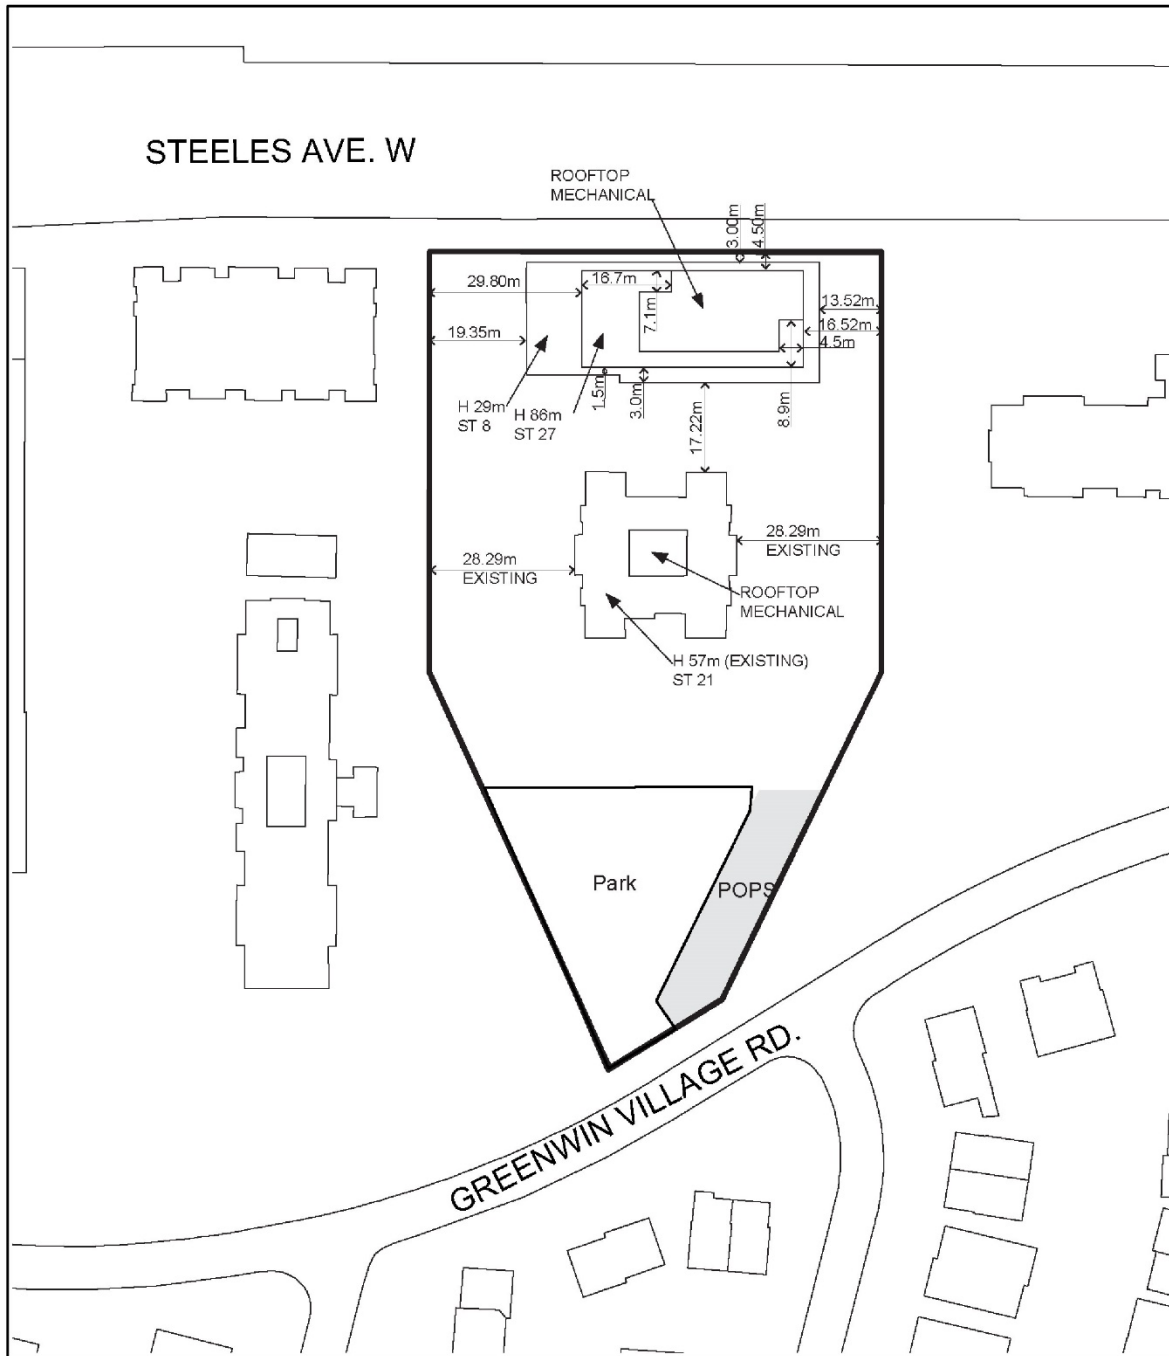 STEELES AVE. W
ROOFTOP
MECHANICAL
3.00m
4.50m
29.80m
16.7m
7.1m
13.52m
19.35m
16.52m
4.5m
H 29m
ST 8
H 86m
ST 27
1.5m
3.0m
8.9m
17.22m
28.29m
EXISTING
28.29m
EXISTING
ROOFTOP
MECHANICAL
H 57m (EXISTING)
ST 21
Park
POPS
GREENWIN VILLAGE RD.